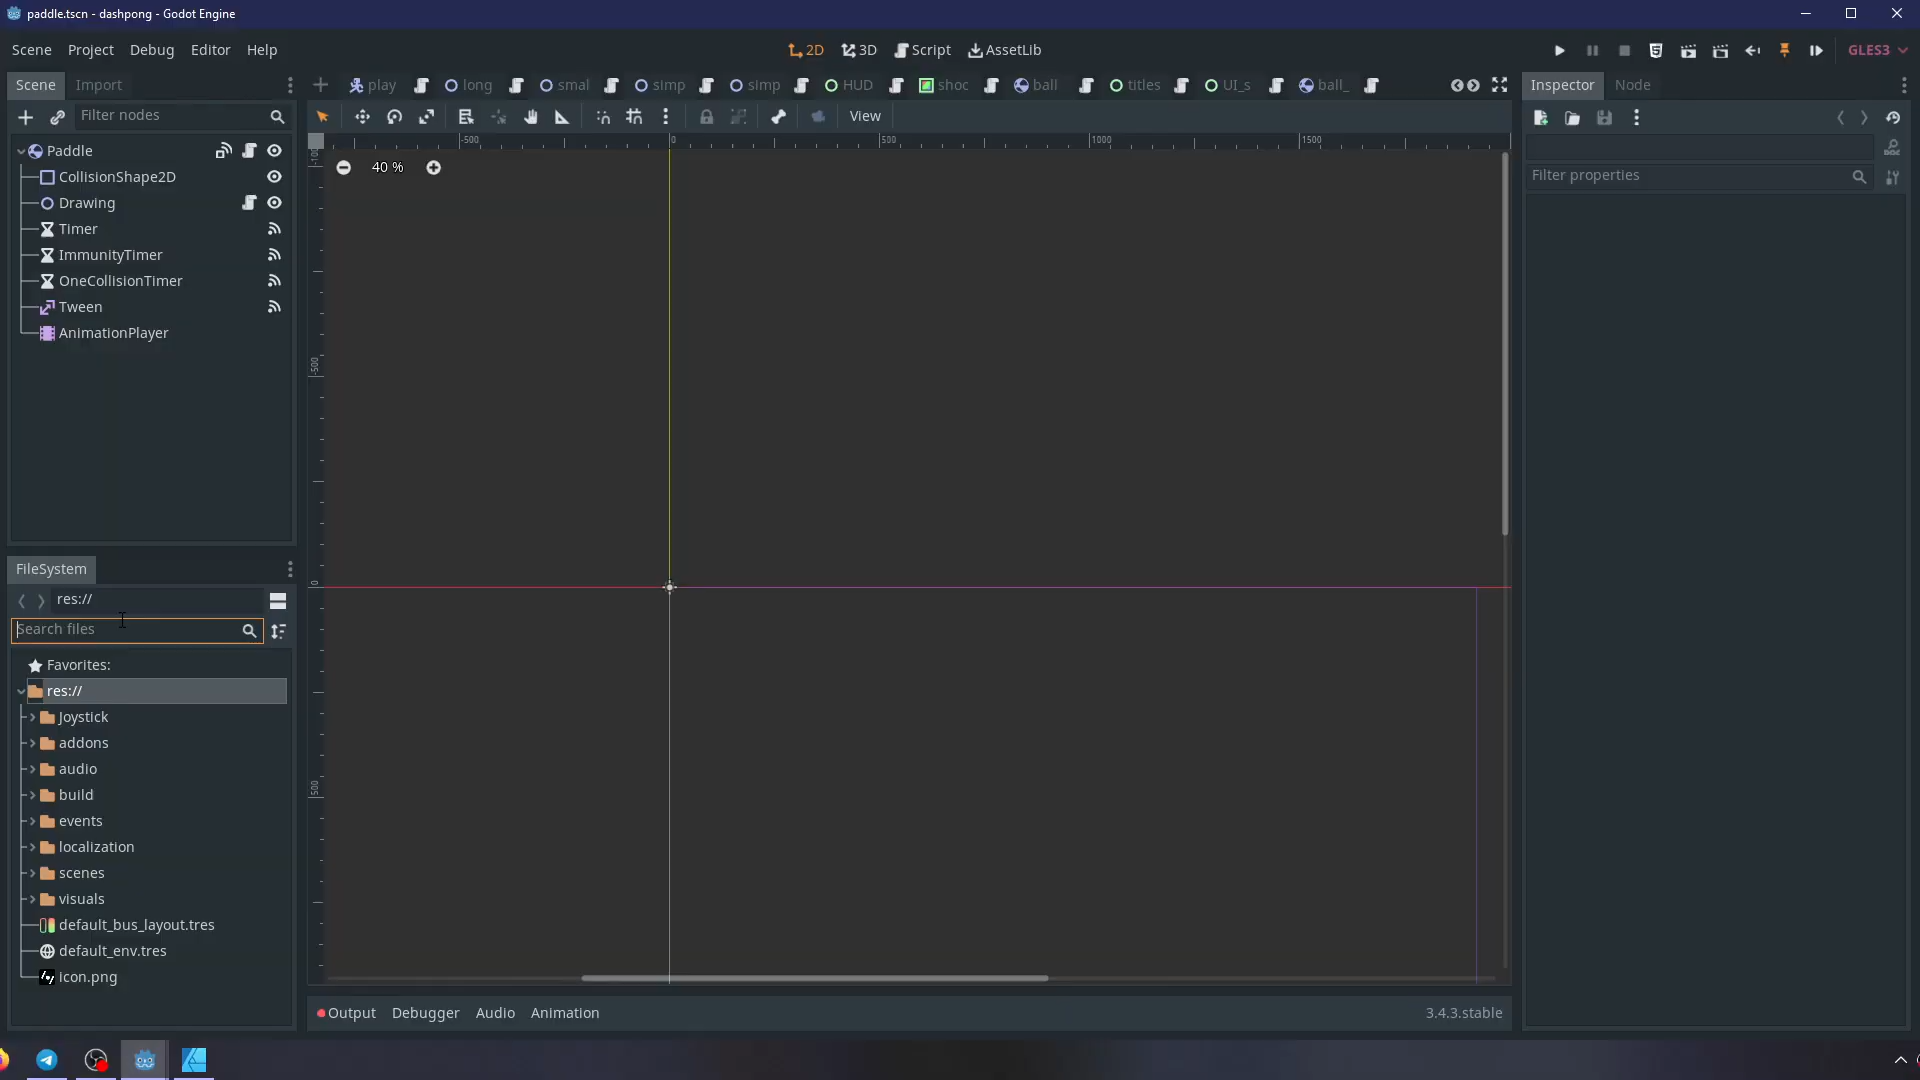 paddle.tscn - dashpong - Godot Engine
Scene Project Debug Editor Help 2D 3D Script AssetLib GLES3
Scene Import play long smal simp simp HUD shoc ball titles UI_s ball_ Inspector Node
Filter nodes View
-500 0 500 1000 1500
Paddle 40 %
CollisionShape2D Filter properties
Drawing
Timer
ImmunityTimer
OneCollisionTimer
Tween
AnimationPlayer
-500
FileSystem
0
res://
Search files
Favorites:
res://
Joystick
addons
audio
500
build
events
localization
scenes
visuals
default_bus_layout.tres
default_env.tres
icon.png
Output Debugger Audio Animation 3.4.3.stable